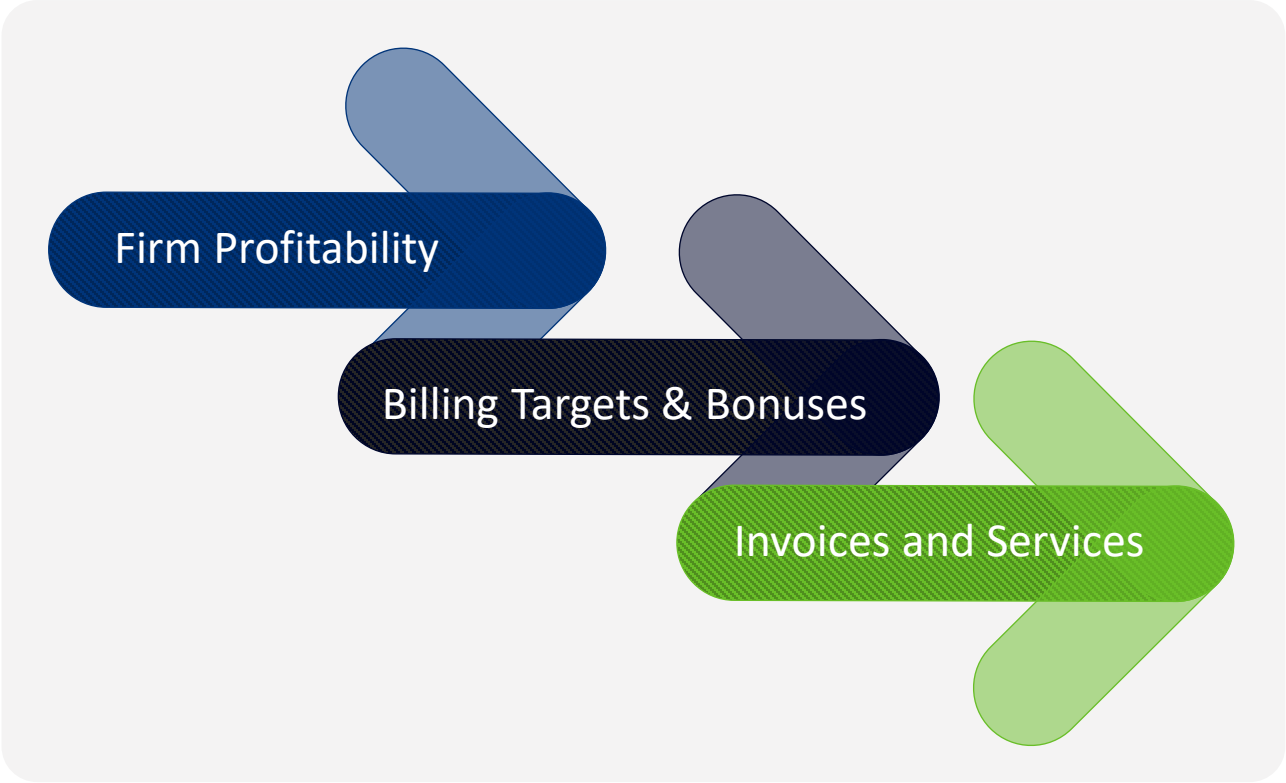 Firm Profitability
Billing Targets & Bonuses
Invoices and Services